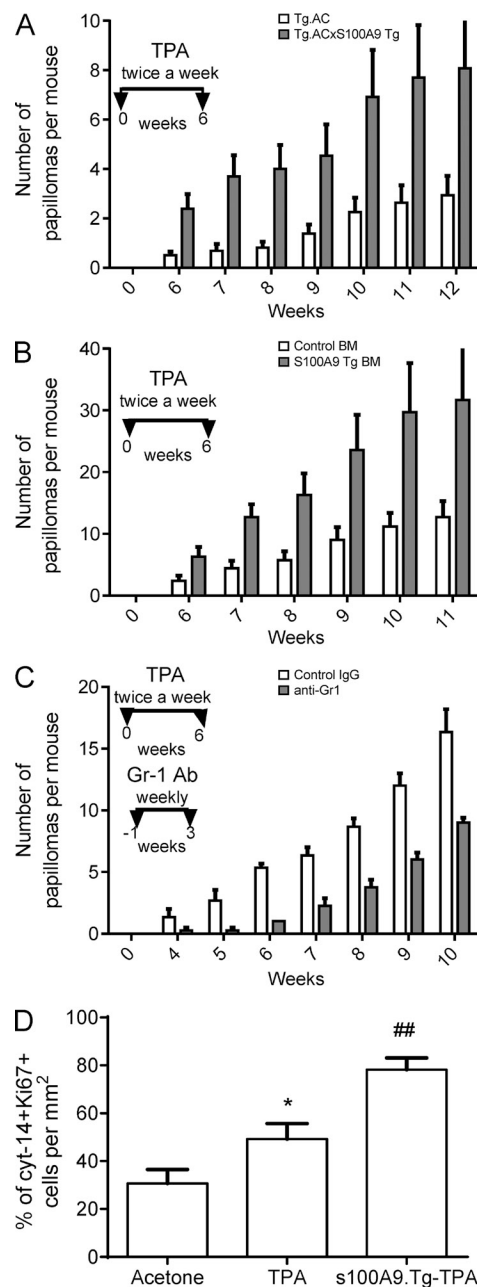 A
Tg.AC
Tg.ACxS100A9 Tg
TPA
twice a week
0 6
weeks
Number of
papillomas per mouse
10
8
6
4
2
0
0 6 7 8 9 10 11 12
Weeks
B
Control BM
S100A9 Tg BM
TPA
twice a week
0 6
weeks
Number of
papillomas per mouse
40
30
20
10
0
0 6 7 8 9 10 11
Weeks
C
Control IgG
anti-Gr1
TPA
twice a week
0 6
weeks
Gr-1 Ab
weekly
-1 3
weeks
Number of
papillomas per mouse
20
15
10
5
0
0 4 5 6 7 8 9 10
Weeks
D
% of cyt-14+Ki67+
cells per mm²
100
80
60
40
20
0
*
##
Acetone TPA s100A9.Tg-TPA